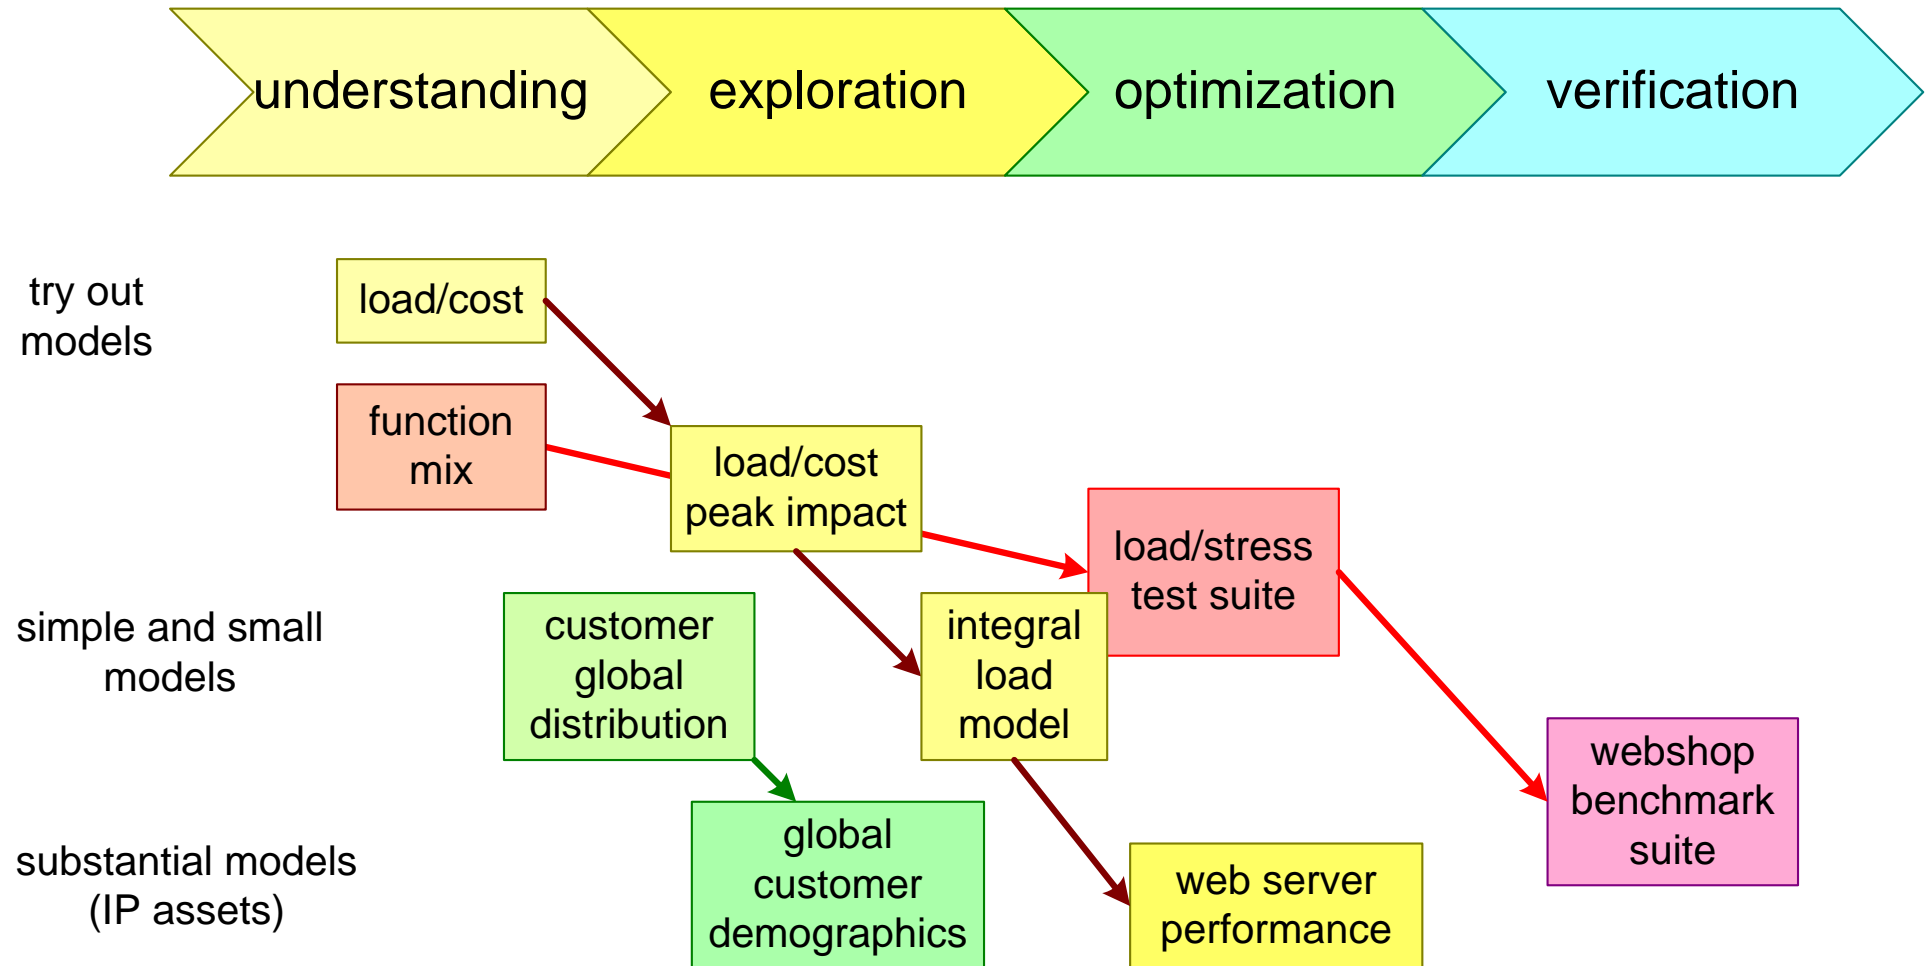 understanding
exploration
optimization
verification
try out
models
load/cost
function
mix
load/cost
peak impact
load/stress
test suite
simple and small
models
customer
global
distribution
integral
load
model
webshop
benchmark
suite
substantial models
(IP assets)
global
customer
demographics
web server
performance